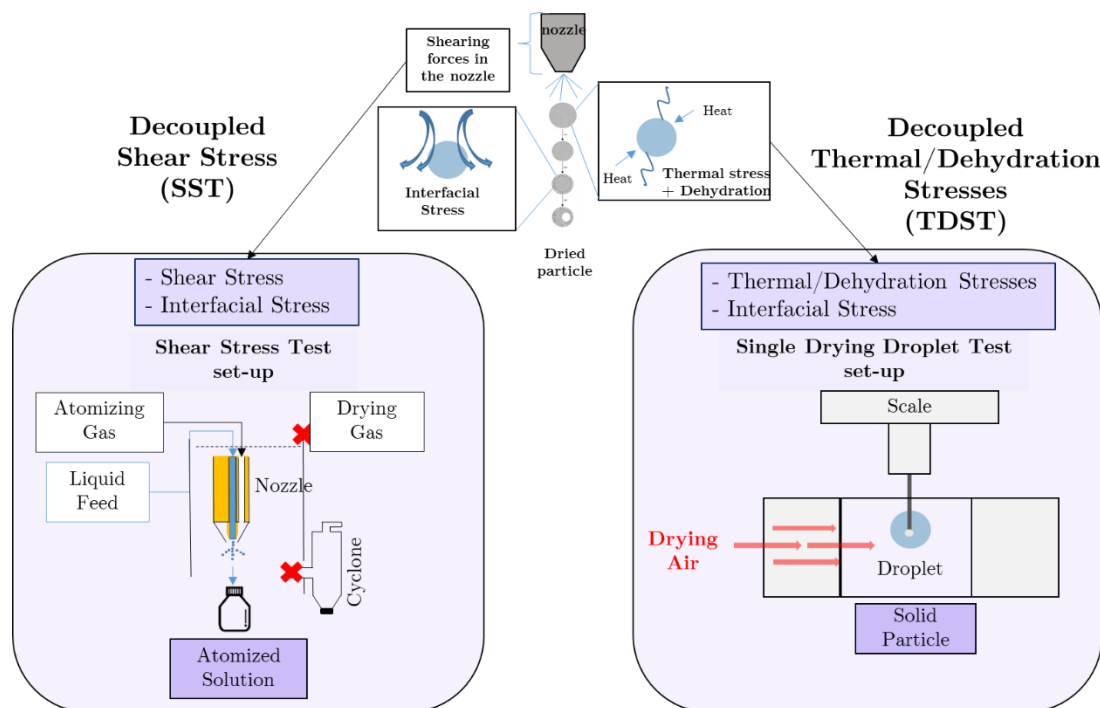 nozzle
Shearing
forces in
the nozzle
Heat
Heat
Thermal stress
+ Dehydration
Interfacial
Stress
Dried
particle
Decoupled
Shear Stress
(SST)
Decoupled
Thermal/Dehydration
Stresses
(TDST)
- Shear Stress
- Interfacial Stress
Shear Stress Test
set-up
Atomizing
Gas
Drying
Gas
Liquid
Feed
Nozzle
Cyclone
Atomized
Solution
- Thermal/Dehydration Stresses
- Interfacial Stress
Single Drying Droplet Test
set-up
Scale
Drying
Air
Droplet
Solid
Particle